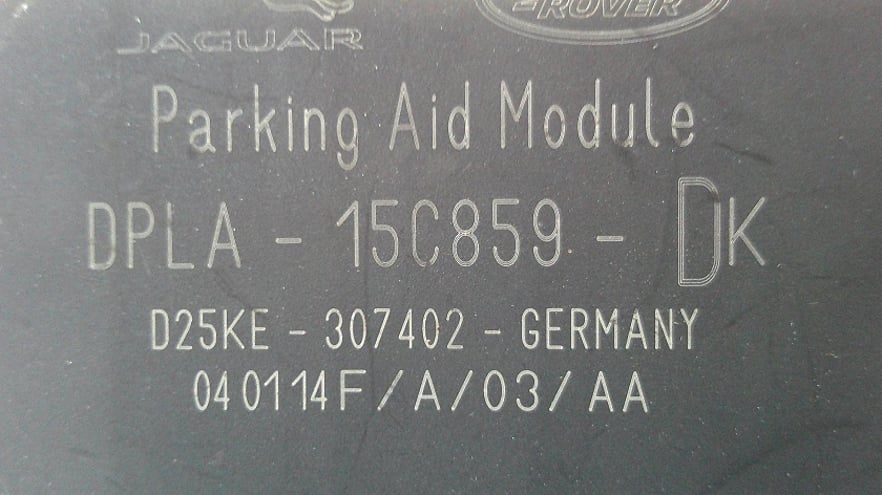 JAGUAR
-ROVER
Parking Aid Module
DPLA - 15C859 - DK
D25KE - 307402 - GERMANY
040114F/A/03/AA